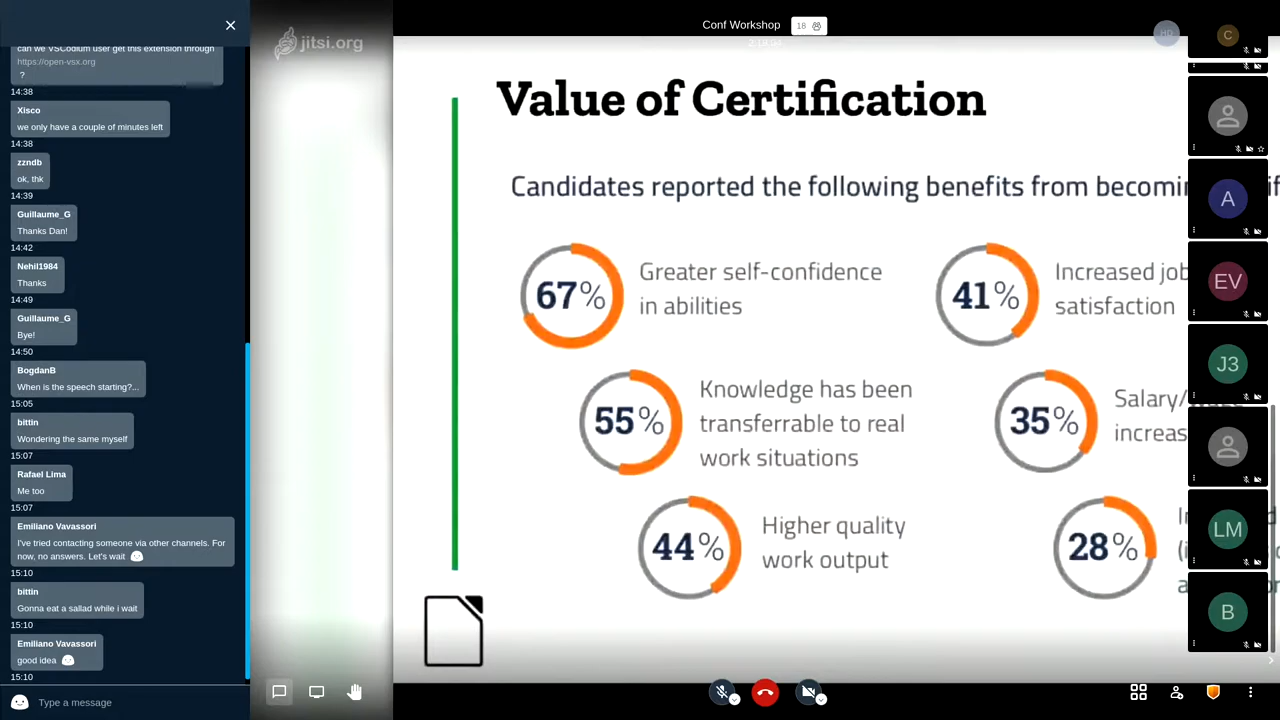 can we VSCodium user get this extension through
https://open-vsx.org
?
14:38
Xisco
we only have a couple of minutes left
14:38
zzndb
ok, thk
14:39
Guillaume_G
Thanks Dan!
14:42
Nehil1984
Thanks
14:49
Guillaume_G
Bye!
14:50
BogdanB
When is the speech starting?...
15:05
bittin
Wondering the same myself
15:07
Rafael Lima
Me too
15:07
Emiliano Vavassori
I've tried contacting someone via other channels. For
now, no answers. Let's wait
15:10
bittin
Gonna eat a sallad while i wait
15:10
Emiliano Vavassori
good idea
15:10
Type a message
jitsi.org
Conf Workshop
18
HD
Value of Certification
Candidates reported the following benefits from
67%
Greater self-confidence
in abilities
41%
Increased job
satisfaction
55%
Knowledge has been
transferrable to real
work situations
35%
Salary/
44%
Higher quality
work output
28%
C
A
EV
J3
LM
B